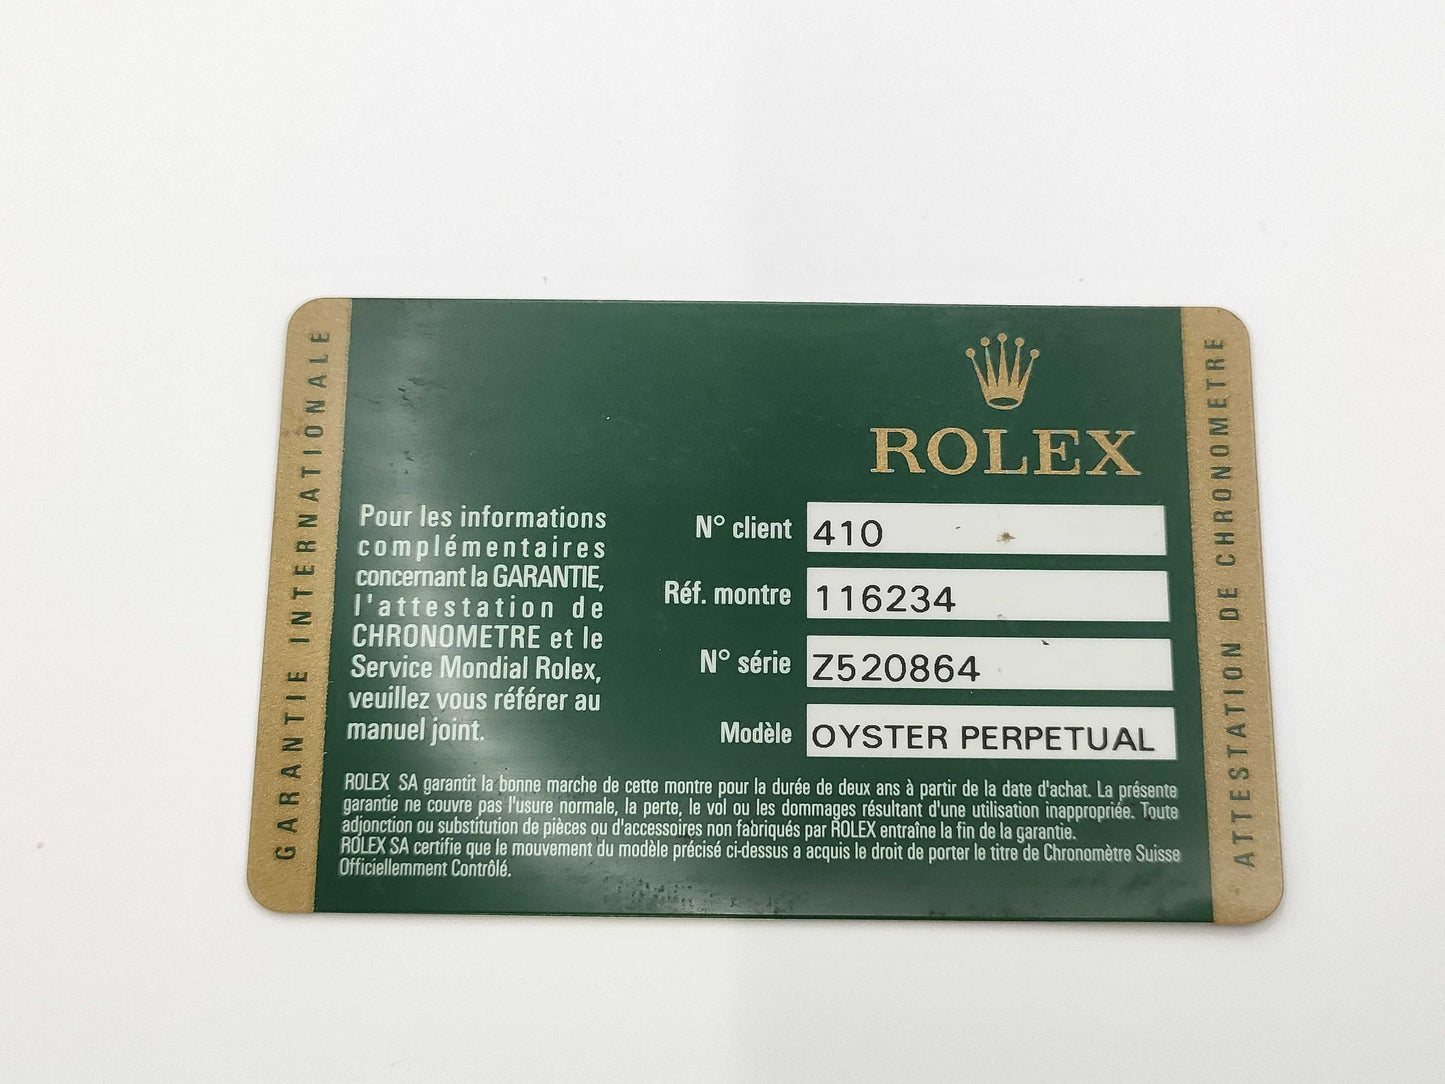 GARANTIE INTERNATIONALE
ROLEX
Pour les informations
complémentaires
concernant la GARANTIE,
l'attestation de
CHRONOMETRE et le
Service Mondial Rolex,
veuillez vous référer au
manuel joint.
N° client 410
Réf. montre 116234
N° série Z520864
Modèle OYSTER PERPETUAL
ROLEX SA garantit la bonne marche de cette montre pour la durée de deux ans à partir de la date d'achat. La présente
garantie ne couvre pas l'usure normale, la perte, le vol ou les dommages résultant d'une utilisation inappropriée. Toute
adjonction ou substitution de pièces ou d'accessoires non fabriqués par ROLEX entraîne la fin de la garantie.
ROLEX SA certifie que le mouvement du modèle précisé ci-dessus a acquis le droit de porter le titre de Chronomètre Suisse
Officiellemment Contrôlé.
ATTESTATION DE CHRONOMETRE